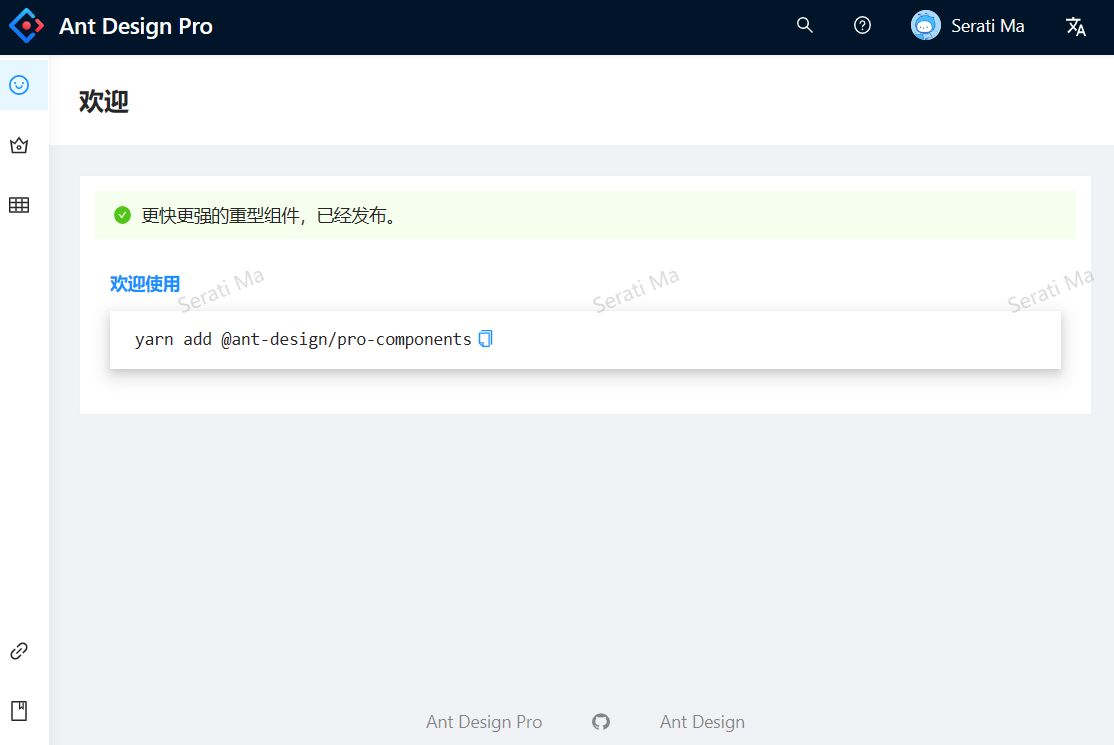 Ant Design Pro
Serati Ma
欢迎
更快更强的重型组件，已经发布。
欢迎使用
Serati Ma Serati Ma Serati Ma
yarn add @ant-design/pro-components
Ant Design Pro Ant Design